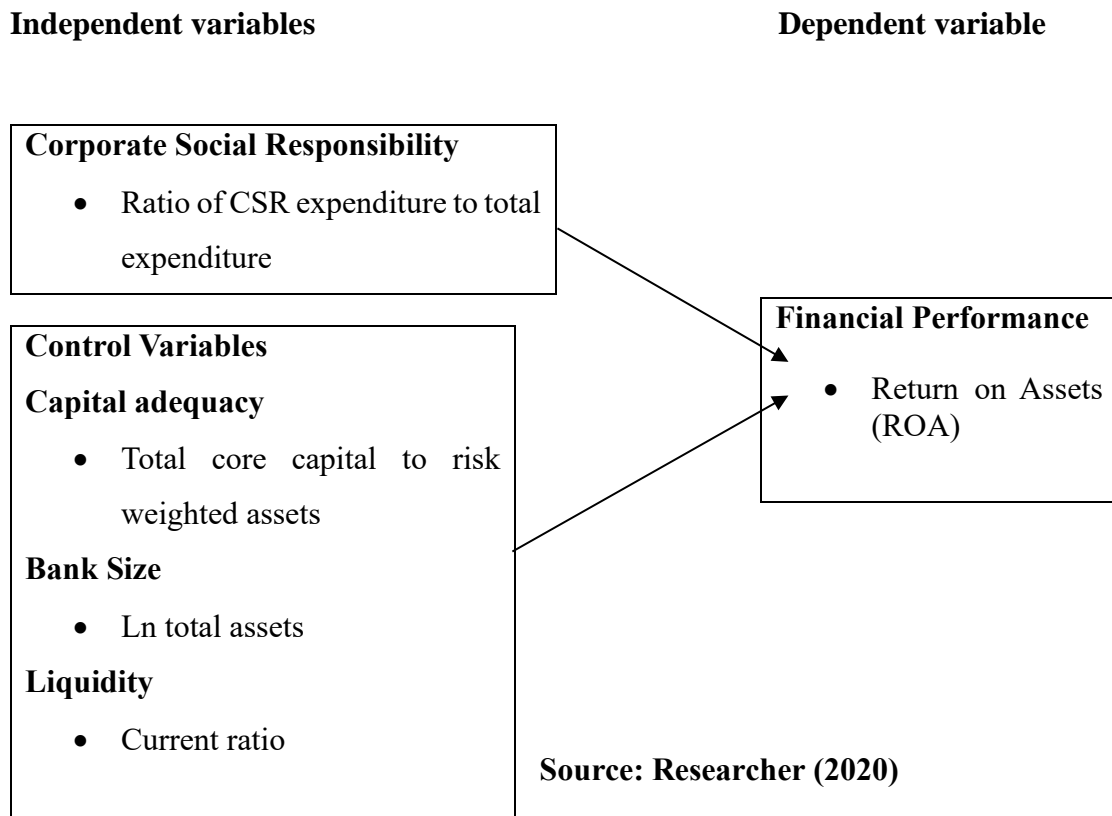 Independent variables
Dependent variable
Corporate Social Responsibility
• Ratio of CSR expenditure to total
expenditure
Control Variables
Capital adequacy
• Total core capital to risk
weighted assets
Bank Size
• Ln total assets
Liquidity
• Current ratio
Financial Performance
• Return on Assets
(ROA)
Source: Researcher (2020)